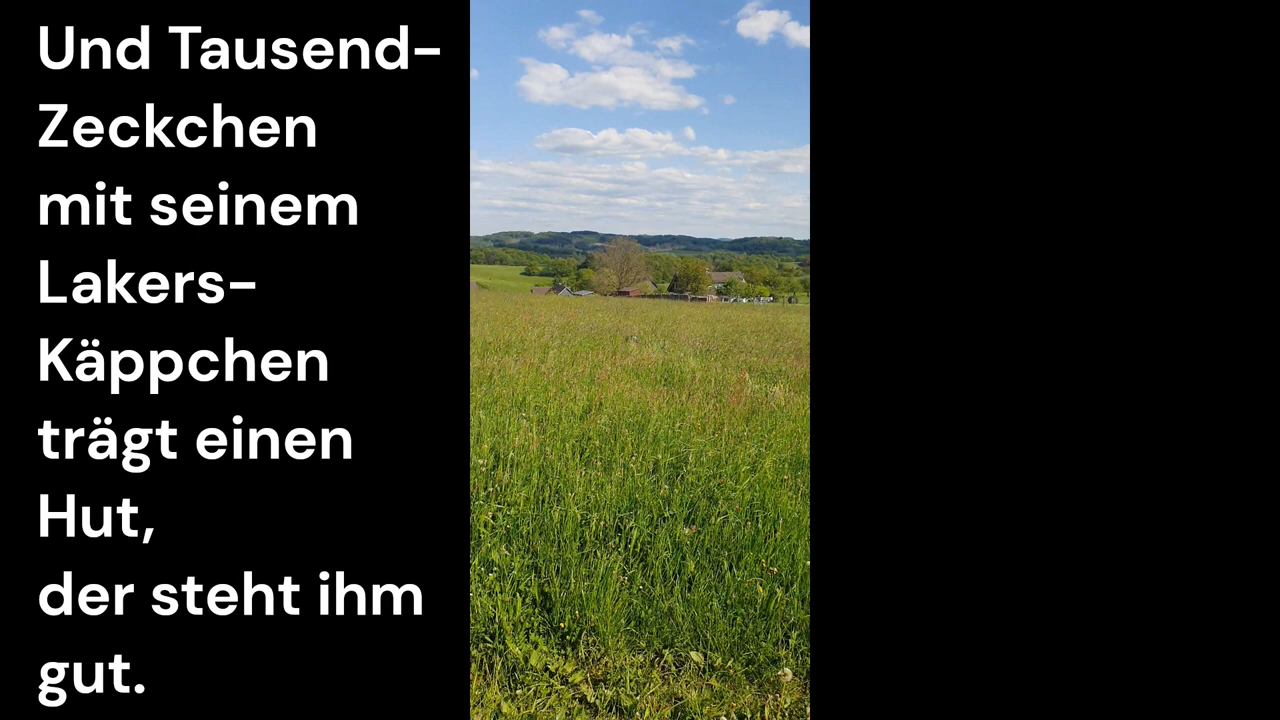 Und Tausend-
Zeckchen
mit seinem
Lakers-
Käppchen
trägt einen
Hut,
der steht ihm
gut.